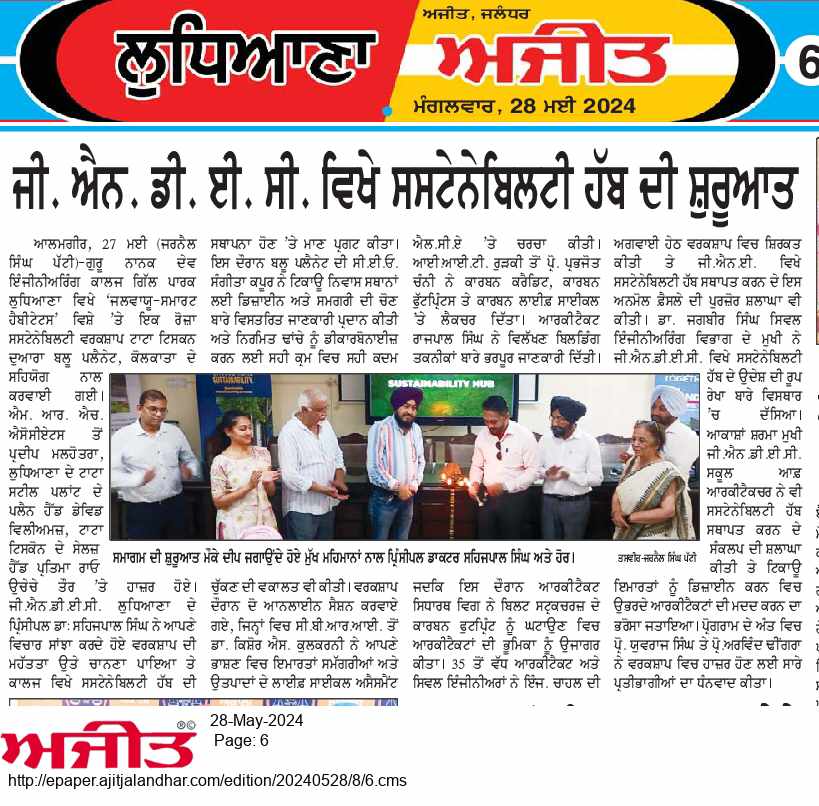 ਅਜੀਤ, ਜਲੰਧਰ
ਲੁਧਿਆਣਾ
ਅਜੀਤ
6
ਮੰਗਲਵਾਰ, 28 ਮਈ 2024
ਜੀ. ਐਨ. ਡੀ. ਈ. ਸੀ. ਵਿਖੇ ਸਸਟੇਨੇਬਿਲਟੀ ਹੱਬ ਦੀ ਸ਼ੁਰੂਆਤ
ਆਲਮਗੀਰ, 27 ਮਈ (ਜਰਨੈਲ
ਸਿੰਘ ਪੱਟੀ)-ਗੁਰੂ ਨਾਨਕ ਦੇਵ
ਇੰਜੀਨੀਅਰਿੰਗ ਕਾਲਜ ਗਿੱਲ ਪਾਰਕ
ਲੁਧਿਆਣਾ ਵਿਖੇ 'ਜਲਵਾਯੂ-ਸਮਾਰਟ
ਹੈਬੀਟੇਟਸ' ਵਿਸ਼ੇ 'ਤੇ ਇਕ ਰੋਜ਼ਾ
ਸਸਟੇਨੇਬਿਲਟੀ ਵਰਕਸ਼ਾਪ ਟਾਟਾ ਟਿਸਕਨ
ਦੁਆਰਾ ਬਲੂ ਪਲੈਨੇਟ, ਕੋਲਕਾਤਾ ਦੇ
ਸਹਿਯੋਗ ਨਾਲ
ਕਰਵਾਈ ਗਈ।
ਐਮ. ਆਰ. ਐਚ.
ਐਸੋਸੀਏਟਸ ਤੋਂ
ਪ੍ਰਦੀਪ ਮਲਹੋਤਰਾ,
ਲੁਧਿਆਣਾ ਦੇ ਟਾਟਾ
ਸਟੀਲ ਪਲਾਂਟ ਦੇ
ਪਲੈਨ ਹੈੱਡ ਡੇਵਿਡ
ਵਿਲੀਅਮਜ਼, ਟਾਟਾ
ਟਿਸਕੋਨ ਦੇ ਸੇਲਜ਼
ਹੈੱਡ ਪ੍ਰਤਿਮਾ ਰਾਓ
ਉਚੇਚੇ ਤੌਰ 'ਤੇ ਹਾਜ਼ਰ ਹੋਏ।
ਜੀ.ਐਨ.ਡੀ.ਈ.ਸੀ. ਲੁਧਿਆਣਾ ਦੇ
ਪ੍ਰਿੰਸੀਪਲ ਡਾ: ਸਹਿਜਪਾਲ ਸਿੰਘ ਨੇ ਆਪਣੇ
ਵਿਚਾਰ ਸਾਂਝਾ ਕਰਦੇ ਹੋਏ ਵਰਕਸ਼ਾਪ ਦੀ
ਮਹੱਤਤਾ ਉਤੇ ਚਾਨਣਾ ਪਾਇਆ ਤੇ
ਕਾਲਜ ਵਿਖੇ ਸਸਟੇਨੇਬਿਲਟੀ ਹੱਬ ਦੀ
ਸਥਾਪਨਾ ਹੋਣ 'ਤੇ ਮਾਣ ਪ੍ਰਗਟ ਕੀਤਾ।
ਇਸ ਦੌਰਾਨ ਬਲੂ ਪਲੈਨੇਟ ਦੀ ਸੀ.ਈ.ਓ.
ਸੰਗੀਤਾ ਕਪੂਰ ਨੇ ਟਿਕਾਊ ਨਿਵਾਸ ਸਥਾਨਾਂ
ਲਈ ਡਿਜ਼ਾਈਨ ਅਤੇ ਸਮਗਰੀ ਦੀ ਚੋਣ
ਬਾਰੇ ਵਿਸਤਰਿਤ ਜਾਣਕਾਰੀ ਪ੍ਰਦਾਨ ਕੀਤੀ
ਅਤੇ ਨਿਰਮਿਤ ਢਾਂਚੇ ਨੂੰ ਡੀਕਾਰਬੋਨਾਈਜ਼
ਕਰਨ ਲਈ ਸਹੀ ਕ੍ਰਮ ਵਿਚ ਸਹੀ ਕਦਮ
ਚੁੱਕਣ ਦੀ ਵਕਾਲਤ ਵੀ ਕੀਤੀ। ਵਰਕਸ਼ਾਪ
ਦੌਰਾਨ ਦੋ ਆਨਲਾਈਨ ਸੈਸ਼ਨ ਕਰਵਾਏ
ਗਏ, ਜਿਨ੍ਹਾਂ ਵਿਚ ਸੀ.ਬੀ.ਆਰ.ਆਈ. ਤੋਂ
ਡਾ. ਕਿਸ਼ੋਰ ਐਸ. ਕੁਲਕਰਨੀ ਨੇ ਆਪਣੇ
ਭਾਸ਼ਣ ਵਿਚ ਇਮਾਰਤਾਂ ਸਮੱਗਰੀਆਂ ਅਤੇ
ਉਤਪਾਦਾਂ ਦੇ ਲਾਈਫ਼ ਸਾਈਕਲ ਅਸੈਸਮੈਂਟ
ਐਲ.ਸੀ.ਏ 'ਤੇ ਚਰਚਾ ਕੀਤੀ।
ਆਈ.ਆਈ.ਟੀ. ਰੁੜਕੀ ਤੋਂ ਪ੍ਰੋ. ਪ੍ਰਭਜੋਤ
ਚੰਨੀ ਨੇ ਕਾਰਬਨ ਕਰੈਡਿਟ, ਕਾਰਬਨ
ਫੁੱਟਪ੍ਰਿੰਟਸ ਤੇ ਕਾਰਬਨ ਲਾਈਫ਼ ਸਾਈਕਲ
'ਤੇ ਲੈਕਚਰ ਦਿੱਤਾ। ਆਰਕੀਟੈਕਟ
ਰਾਜਪਾਲ ਸਿੰਘ ਨੇ ਵਿਲੱਖਣ ਬਿਲਡਿੰਗ
ਤਕਨੀਕਾਂ ਬਾਰੇ ਭਰਪੂਰ ਜਾਣਕਾਰੀ ਦਿੱਤੀ।
ਜਦਕਿ ਇਸ ਦੌਰਾਨ ਆਰਕੀਟੈਕਟ
ਸਿਧਾਰਥ ਵਿਗ ਨੇ ਬਿਲਟ ਸਟ੍ਰਕਚਰਜ਼ ਦੇ
ਕਾਰਬਨ ਫੁਟਪ੍ਰਿੰਟ ਨੂੰ ਘਟਾਉਣ ਵਿਚ
ਆਰਕੀਟੈਕਟਾਂ ਦੀ ਭੂਮਿਕਾ ਨੂੰ ਉਜਾਗਰ
ਕੀਤਾ। 35 ਤੋਂ ਵੱਧ ਆਰਕੀਟੈਕਟ ਅਤੇ
ਸਿਵਲ ਇੰਜੀਨੀਅਰਾਂ ਨੇ ਇੰਜ. ਚਾਹਲ ਦੀ
ਅਗਵਾਈ ਹੇਠ ਵਰਕਸ਼ਾਪ ਵਿਚ ਸ਼ਿਰਕਤ
ਕੀਤੀ ਤੇ ਜੀ.ਐਨ.ਈ. ਵਿਖੇ
ਸਸਟੇਨੇਬਿਲਟੀ ਹੱਬ ਸਥਾਪਤ ਕਰਨ ਦੇ ਇਸ
ਅਨਮੋਲ ਫ਼ੈਸਲੇ ਦੀ ਪੁਰਜ਼ੋਰ ਸ਼ਲਾਘਾ ਵੀ
ਕੀਤੀ। ਡਾ. ਜਗਬੀਰ ਸਿੰਘ ਸਿਵਲ
ਇੰਜੀਨੀਅਰਿੰਗ ਵਿਭਾਗ ਦੇ ਮੁਖੀ ਨੇ
ਜੀ.ਐਨ.ਡੀ.ਈ.ਸੀ. ਵਿਖੇ ਸਸਟੇਨੇਬਿਲਟੀ
ਹੱਬ ਦੇ ਉਦੇਸ਼ ਦੀ ਰੂਪ
ਰੇਖਾ ਬਾਰੇ ਵਿਸਥਾਰ
'ਚ ਦੱਸਿਆ।
ਆਕਾਸ਼ਾਂ ਸ਼ਰਮਾ ਮੁਖੀ
ਜੀ.ਐਨ.ਡੀ.ਈ.ਸੀ.
ਸਕੂਲ ਆਫ਼
ਆਰਕੀਟੈਕਚਰ ਨੇ ਵੀ
ਸਸਟੇਨੇਬਿਲਟੀ ਹੱਬ
ਸਥਾਪਤ ਕਰਨ ਦੇ
ਸੰਕਲਪ ਦੀ ਸ਼ਲਾਘਾ
ਕੀਤੀ ਤੇ ਟਿਕਾਊ
ਇਮਾਰਤਾਂ ਨੂੰ ਡਿਜ਼ਾਈਨ ਕਰਨ ਵਿਚ
ਉਭਰਦੇ ਆਰਕੀਟੈਕਟਾਂ ਦੀ ਮਦਦ ਕਰਨ ਦਾ
ਭਰੋਸਾ ਜਤਾਇਆ। ਪ੍ਰੋਗਰਾਮ ਦੇ ਅੰਤ ਵਿਚ
ਪ੍ਰੋ. ਯੁਵਰਾਜ ਸਿੰਘ ਤੇ ਪ੍ਰੋ.ਅਰਵਿੰਦ ਢੀਂਗਰਾ
ਨੇ ਵਰਕਸ਼ਾਪ ਵਿਚ ਹਾਜ਼ਰ ਹੋਣ ਲਈ ਸਾਰੇ
ਪ੍ਰਤੀਭਾਗੀਆਂ ਦਾ ਧੰਨਵਾਦ ਕੀਤਾ।
SUSTAINABILITY
SUSTAINABILITY HUB
TOGETH
ਸਮਾਗਮ ਦੀ ਸ਼ੁਰੂਆਤ ਮੌਕੇ ਦੀਪ ਜਗਾਉਂਦੇ ਹੋਏ ਮੁੱਖ ਮਹਿਮਾਨਾਂ ਨਾਲ ਪ੍ਰਿੰਸੀਪਲ ਡਾਕਟਰ ਸਹਿਜਪਾਲ ਸਿੰਘ ਅਤੇ ਹੋਰ।
ਤਸਵੀਰ-ਜਰਨੈਲ ਸਿੰਘ ਪੱਟੀ
ਅਜੀਤ
®©
28-May-2024
Page: 6
http://epaper.ajitjalandhar.com/edition/20240528/8/6.cms